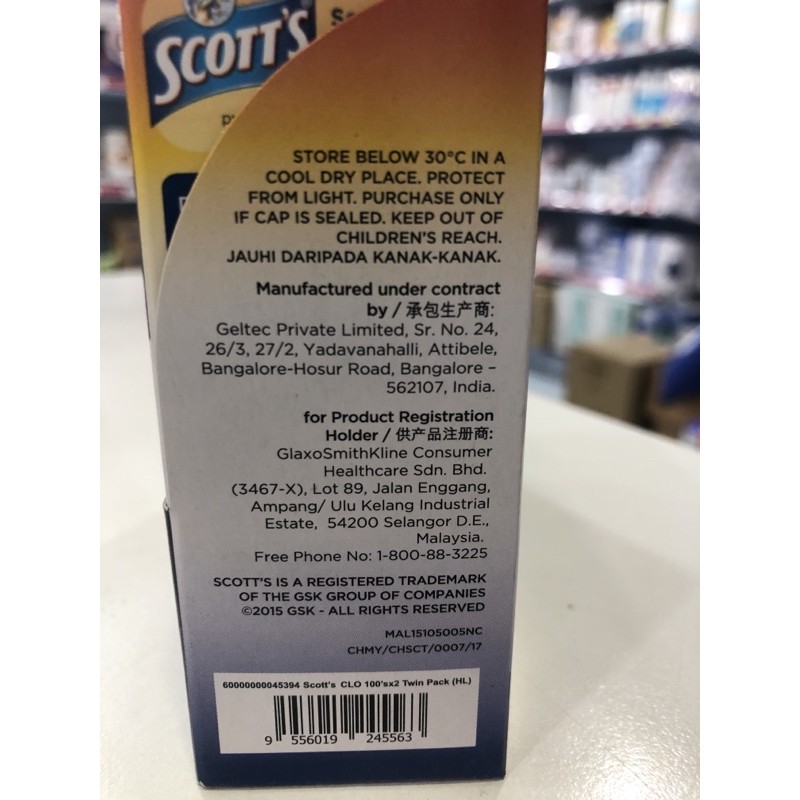 SCOTT'S
STORE BELOW 30°C IN A
COOL DRY PLACE. PROTECT
FROM LIGHT. PURCHASE ONLY
IF CAP IS SEALED. KEEP OUT OF
CHILDREN'S REACH.
JAUHI DARIPADA KANAK-KANAK.
Manufactured under contract
by / 承包生产商:
Geltec Private Limited, Sr. No. 24,
26/3, 27/2, Yadavanahalli, Attibele,
Bangalore-Hosur Road, Bangalore –
562107, India.
for Product Registration
Holder / 供产品注册商:
GlaxoSmithKline Consumer
Healthcare Sdn. Bhd.
(3467-X), Lot 89, Jalan Enggang,
Ampang/ Ulu Kelang Industrial
Estate, 54200 Selangor D.E.,
Malaysia.
Free Phone No: 1-800-88-3225
SCOTT'S IS A REGISTERED TRADEMARK
OF THE GSK GROUP OF COMPANIES
©2015 GSK - ALL RIGHTS RESERVED
MAL15105005NC
CHMY/CHSCT/0007/17
60000000045394 Scott's CLO 100'sx2 Twin Pack (HL)
9 556019 245563